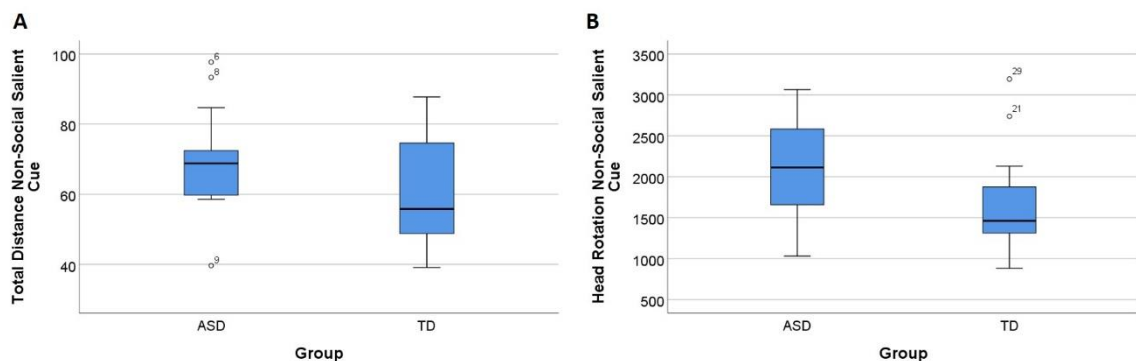 A
Total Distance Non-Social Salient
Cue
100
80
60
40
6
8
9
ASD
TD
Group
B
Head Rotation Non-Social Salient
Cue
3500
3000
2500
2000
1500
1000
500
29
21
ASD
TD
Group